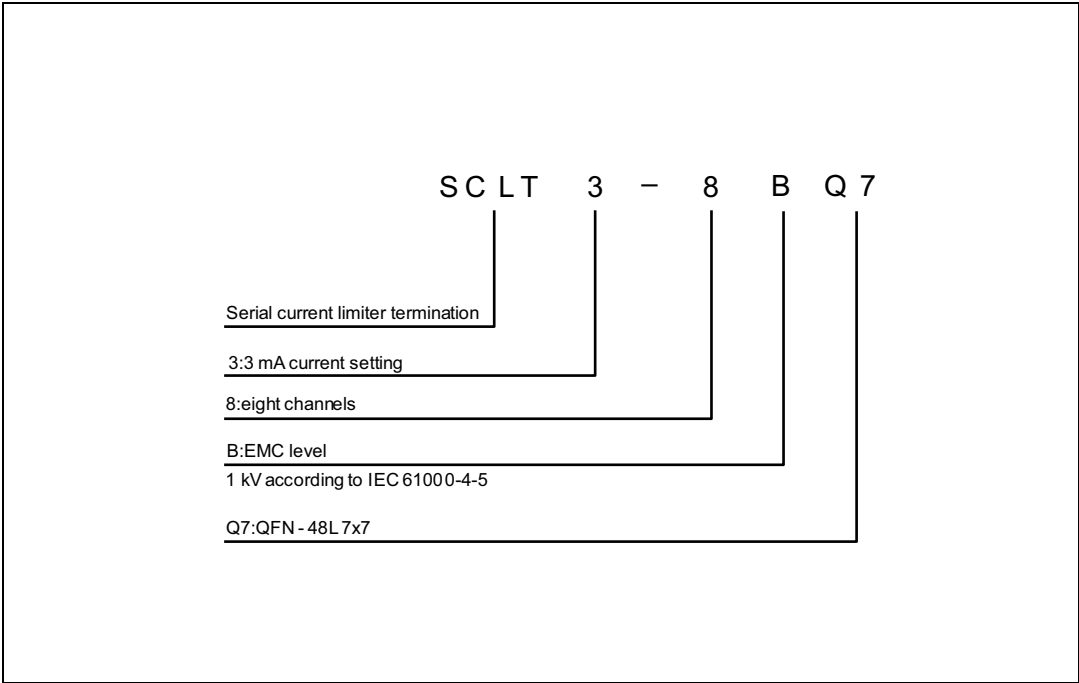 SCLT 3 – 8 B Q7
Serial current limiter termination
3:3 mA current setting
8:eight channels
B:EMC level
1 kV according to IEC 61000-4-5
Q7:QFN - 48L 7x7